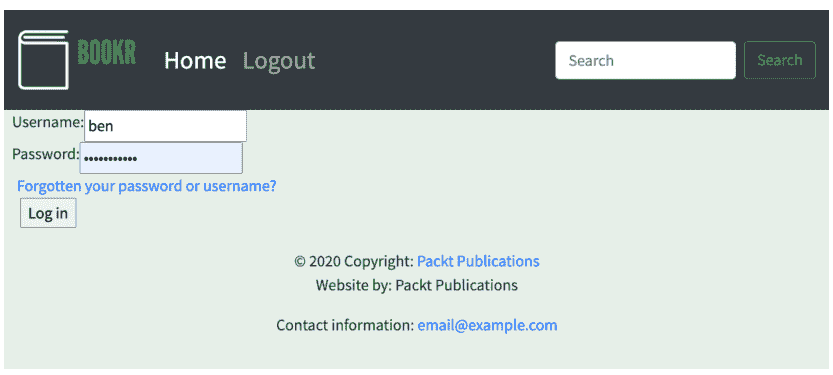 BOOKR Home Logout Search Search
Username: ben
Password: •••••••••••
Forgotten your password or username?
Log in
© 2020 Copyright: Packt Publications
Website by: Packt Publications
Contact information: email@example.com